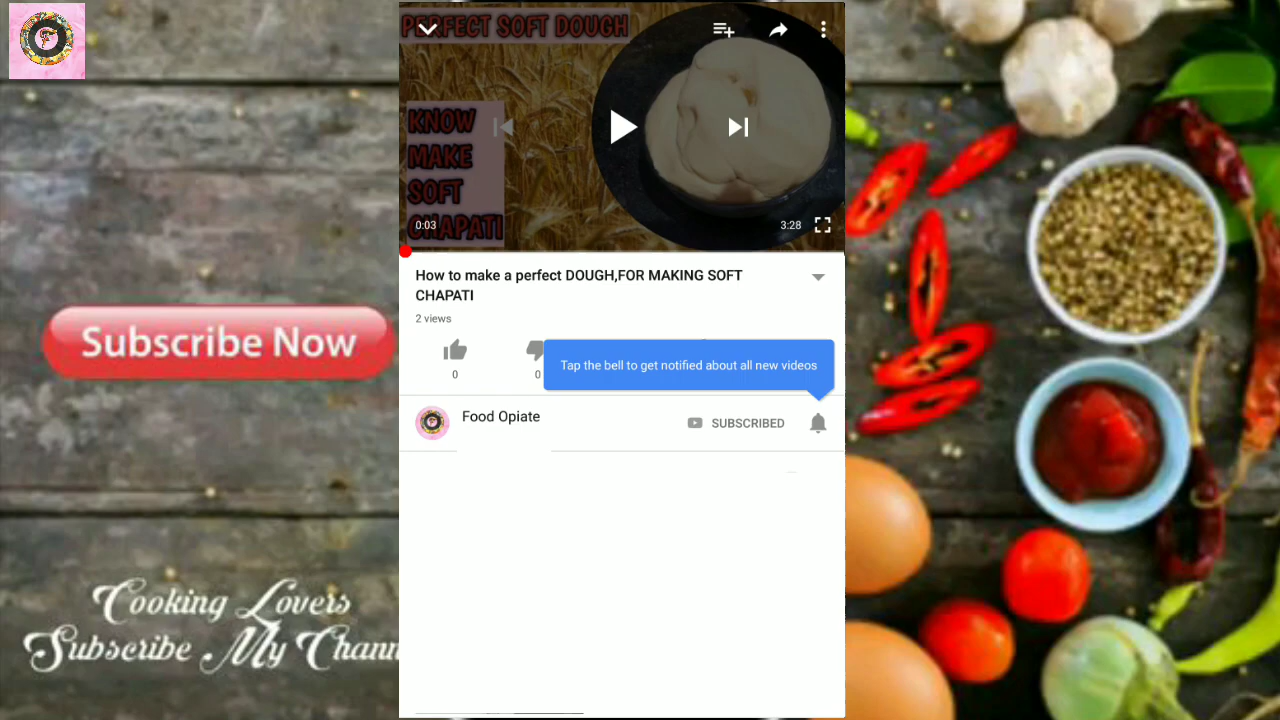 PERFECT SOFT DOUGH
KNOW
MAKE
SOFT
CHAPATI
0:03
3:28
How to make a perfect DOUGH,FOR MAKING SOFT
CHAPATI
2 views
Subscribe Now
Tap the bell to get notified about all new videos
0
0
Food Opiate
SUBSCRIBED
Cooking Lovers
Subscribe My Chann